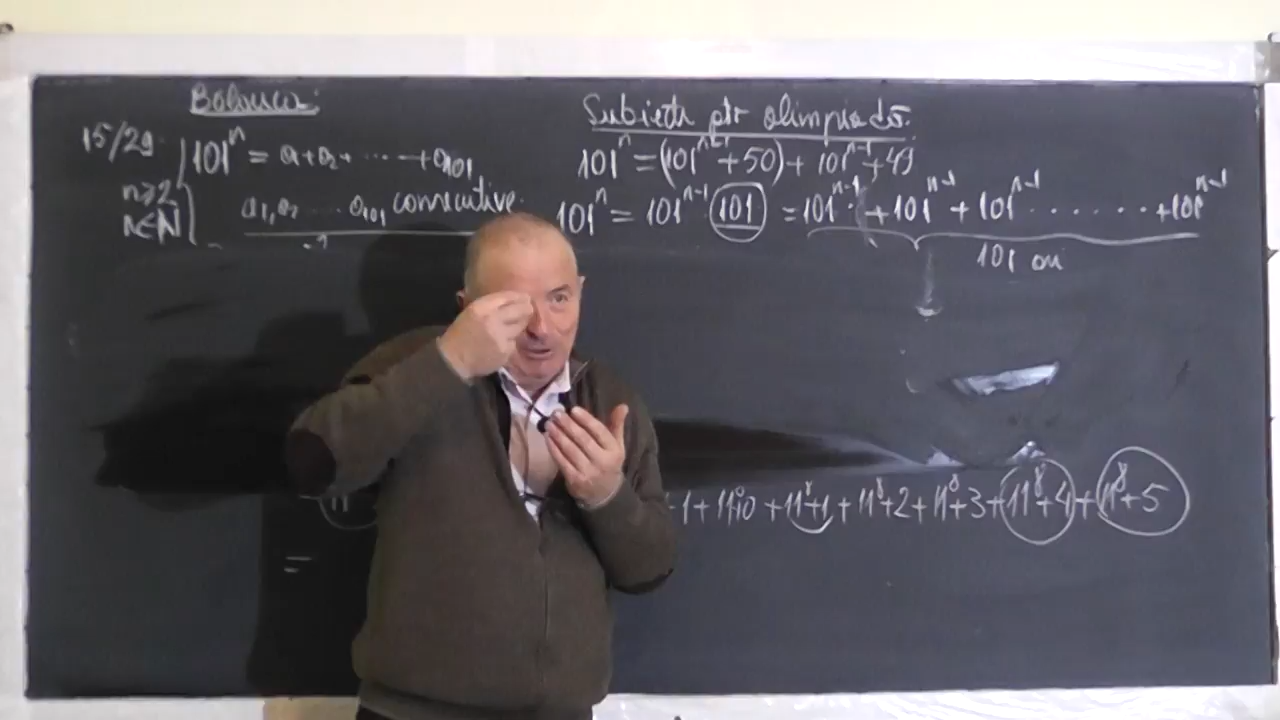 Subiecte ptr olimpiadă.
15/29
101ⁿ = a₁+a₂+ ... +a₁₀₁
101ⁿ = (101ⁿ⁻¹+50) + 101ⁿ⁻¹+49
n≥2
n∈N
a₁,a₂ ... a₁₀₁ consecutive.
101ⁿ = 101ⁿ⁻¹ (101) = 101ⁿ⁻¹ + 101ⁿ⁻¹ + 101ⁿ⁻¹ ........ +101ⁿ⁻¹
101 ori
-1 + 11⁸+0 + 11⁸+1 + 11⁸+2 + 11⁸+3 + 11⁸+4 + 11⁸+5
=